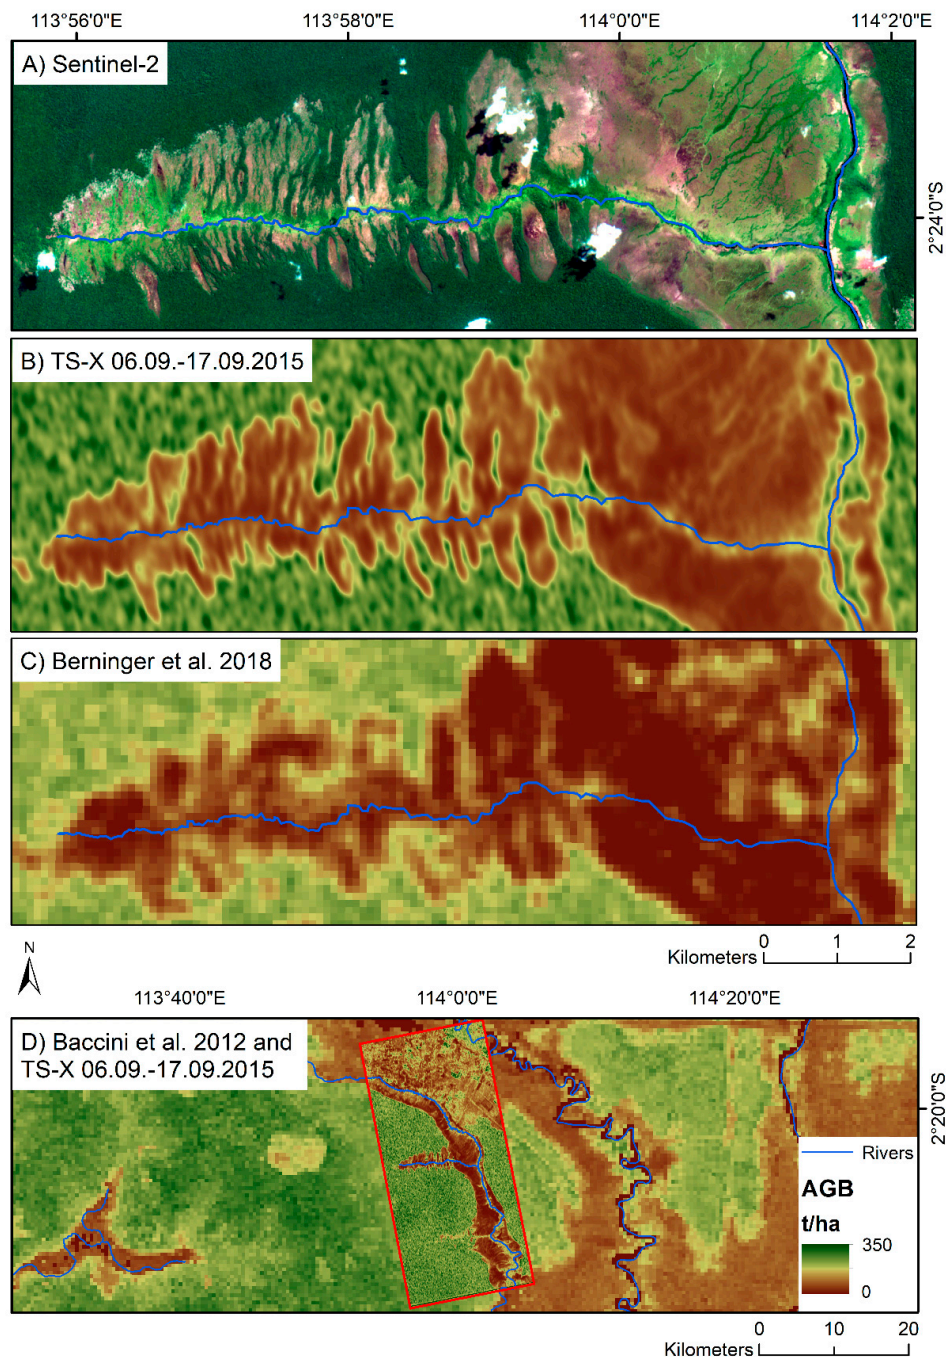 113°56'0"E 113°58'0"E 114°0'0"E 114°2'0"E
A) Sentinel-2
2°24'0"S
B) TS-X 06.09.-17.09.2015
C) Berninger et al. 2018
N
0 1 2
Kilometers
113°40'0"E 114°0'0"E 114°20'0"E
D) Baccini et al. 2012 and
TS-X 06.09.-17.09.2015
2°20'0"S
Rivers
AGB
t/ha
350
0
0 10 20
Kilometers